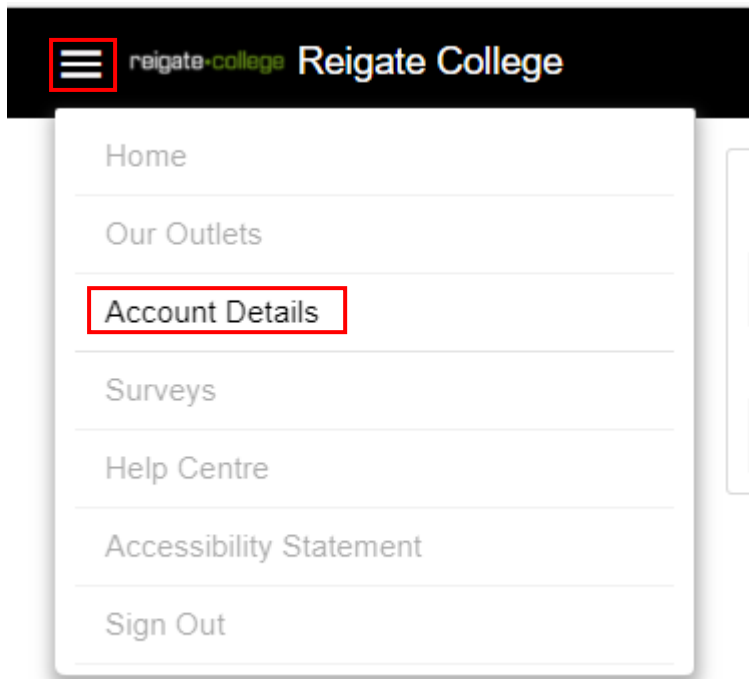 reigate•college Reigate College
Home
Our Outlets
Account Details
Surveys
Help Centre
Accessibility Statement
Sign Out